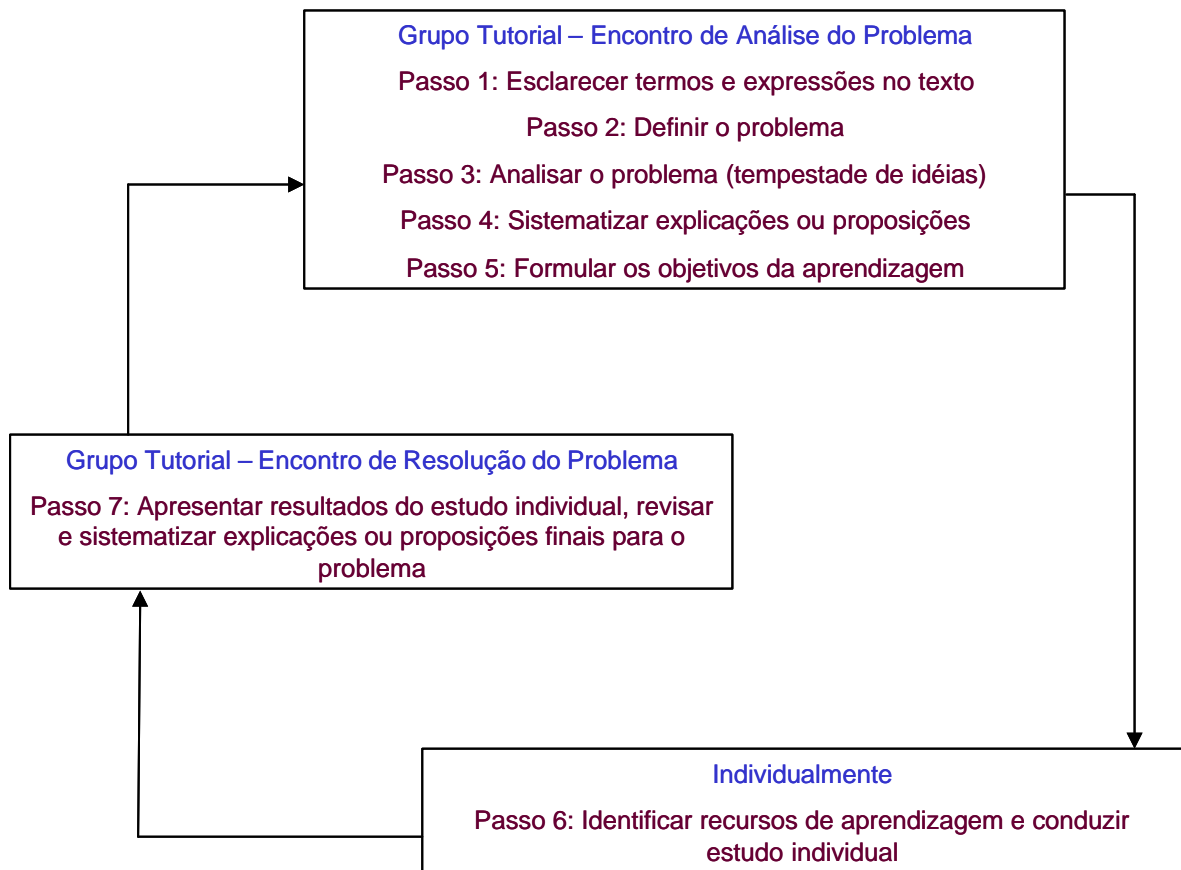 Grupo Tutorial – Encontro de Análise do Problema
Passo 1: Esclarecer termos e expressões no texto
Passo 2: Definir o problema
Passo 3: Analisar o problema (tempestade de idéias)
Passo 4: Sistematizar explicações ou proposições
Passo 5: Formular os objetivos da aprendizagem
Grupo Tutorial – Encontro de Resolução do Problema
Passo 7: Apresentar resultados do estudo individual, revisar
e sistematizar explicações ou proposições finais para o
problema
Individualmente
Passo 6: Identificar recursos de aprendizagem e conduzir
estudo individual